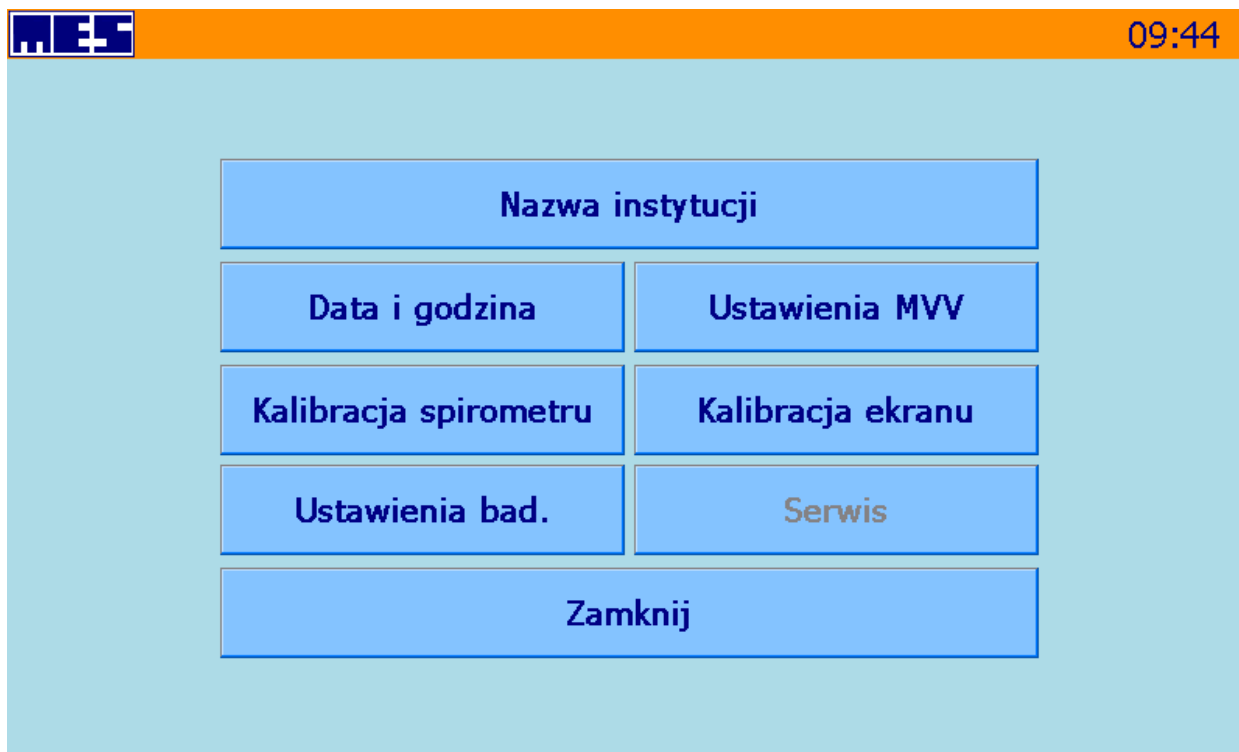 MES
09:44
Nazwa instytucji
Data i godzina
Ustawienia MVV
Kalibracja spirometru
Kalibracja ekranu
Ustawienia bad.
Serwis
Zamknij